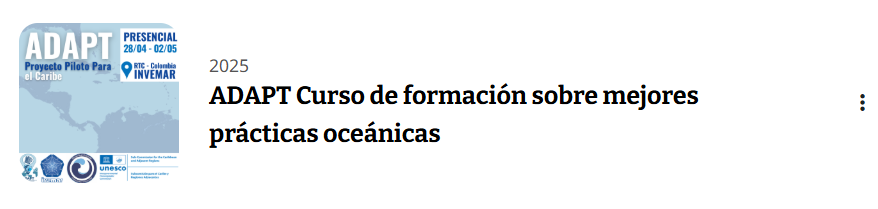 ADAPT
Proyecto Piloto Para
el Caribe
PRESENCIAL
28/04 - 02/05
RTC - Colombia
INVEMAR
unesco
2025
ADAPT Curso de formación sobre mejores
prácticas oceánicas